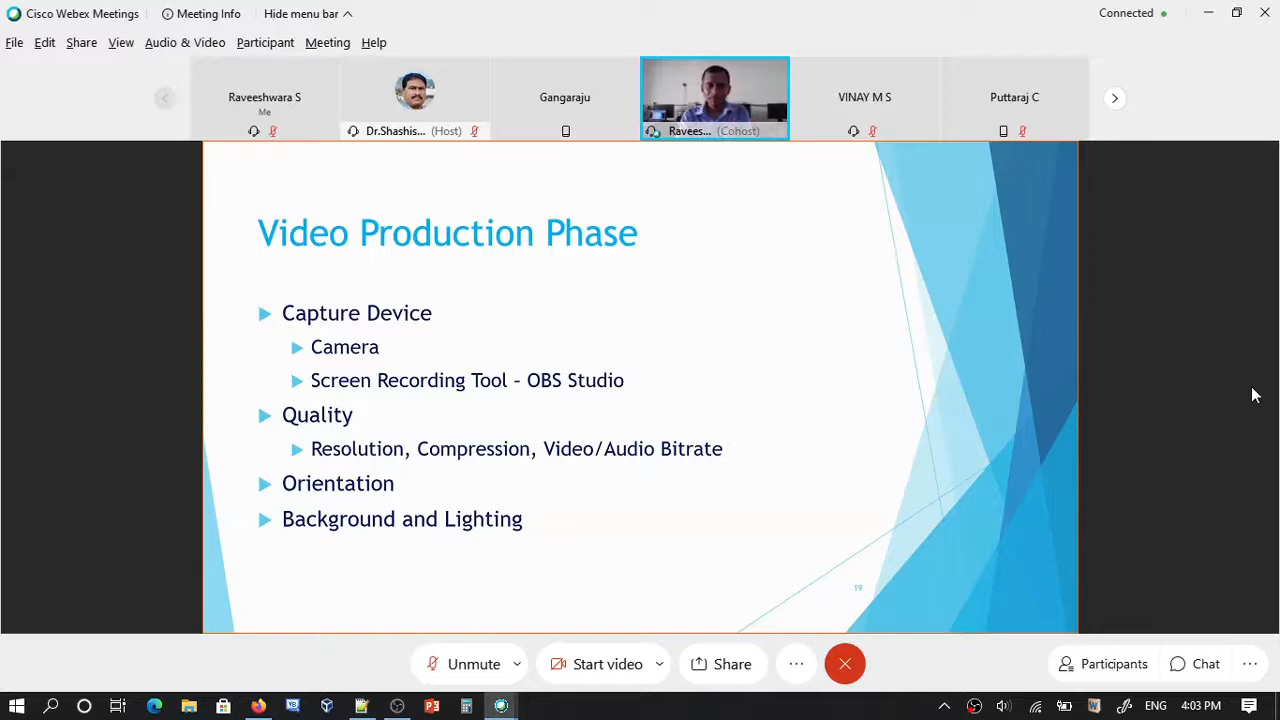 Cisco Webex Meetings
Meeting Info
Hide menu bar
Connected
File Edit Share View Audio & Video Participant Meeting Help
Raveeshwara S
Me
Dr.Shashis... (Host)
Gangaraju
Ravees... (Cohost)
VINAY M S
Puttaraj C
Video Production Phase
Capture Device
Camera
Screen Recording Tool – OBS Studio
Quality
Resolution, Compression, Video/Audio Bitrate
Orientation
Background and Lighting
19
Unmute
Start video
Share
Participants
Chat
ENG
4:03 PM